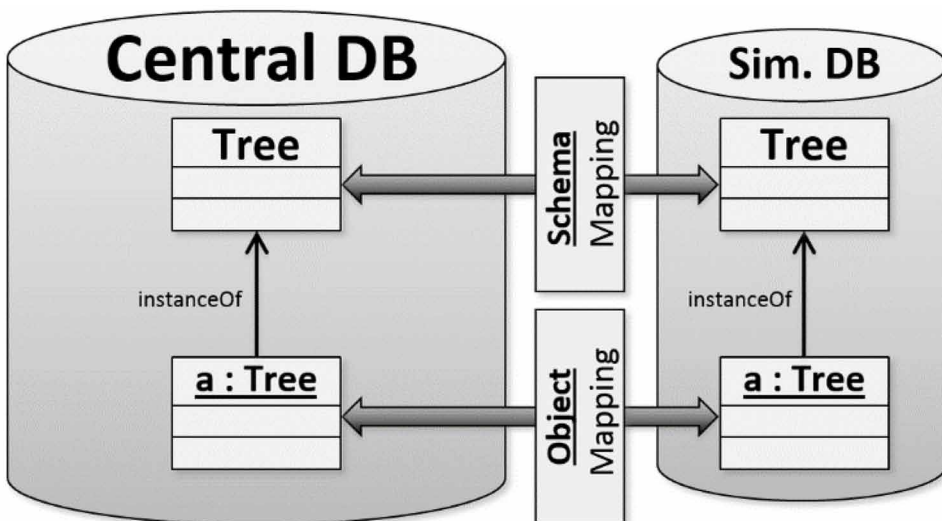 Central DB
Sim. DB
Tree
Schema
Mapping
Tree
instanceOf
instanceOf
a : Tree
Object
Mapping
a : Tree